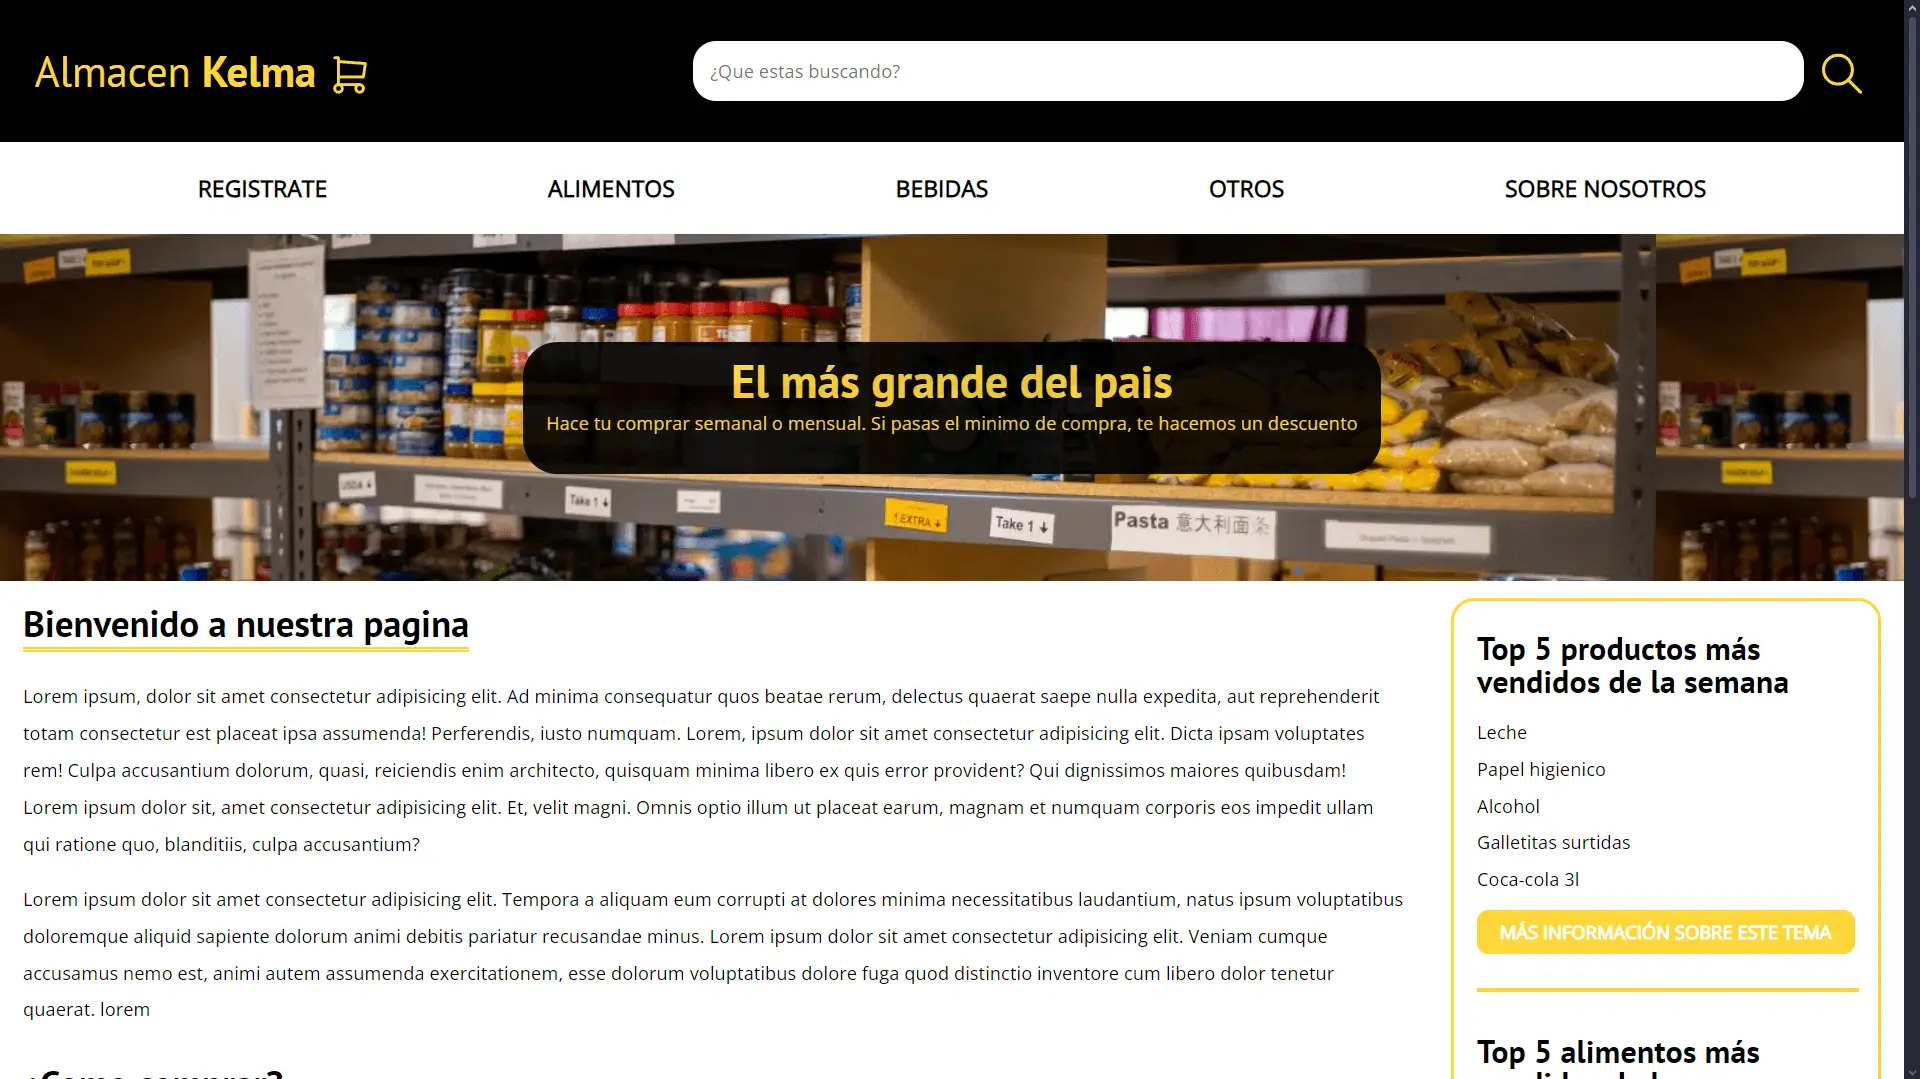 Almacen Kelma
¿Que estas buscando?
REGISTRATE
ALIMENTOS
BEBIDAS
OTROS
SOBRE NOSOTROS
El más grande del pais
Hace tu comprar semanal o mensual. Si pasas el minimo de compra, te hacemos un descuento
USDA ↓
Take 1 ↓
1 EXTRA ↓
Take 1 ↓
Pasta 意大利面条
Bienvenido a nuestra pagina
Lorem ipsum, dolor sit amet consectetur adipisicing elit. Ad minima consequatur quos beatae rerum, delectus quaerat saepe nulla expedita, aut reprehenderit
totam consectetur est placeat ipsa assumenda! Perferendis, iusto numquam. Lorem, ipsum dolor sit amet consectetur adipisicing elit. Dicta ipsam voluptates
rem! Culpa accusantium dolorum, quasi, reiciendis enim architecto, quisquam minima libero ex quis error provident? Qui dignissimos maiores quibusdam!
Lorem ipsum dolor sit, amet consectetur adipisicing elit. Et, velit magni. Omnis optio illum ut placeat earum, magnam et numquam corporis eos impedit ullam
qui ratione quo, blanditiis, culpa accusantium?
Lorem ipsum dolor sit amet consectetur adipisicing elit. Tempora a aliquam eum corrupti at dolores minima necessitatibus laudantium, natus ipsum voluptatibus
doloremque aliquid sapiente dolorum animi debitis pariatur recusandae minus. Lorem ipsum dolor sit amet consectetur adipisicing elit. Veniam cumque
accusamus nemo est, animi autem assumenda exercitationem, esse dolorum voluptatibus dolore fuga quod distinctio inventore cum libero dolor tenetur
quaerat. lorem
¿Como comprar?
Top 5 productos más
vendidos de la semana
Leche
Papel higienico
Alcohol
Galletitas surtidas
Coca-cola 3l
MÁS INFORMACIÓN SOBRE ESTE TEMA
Top 5 alimentos más